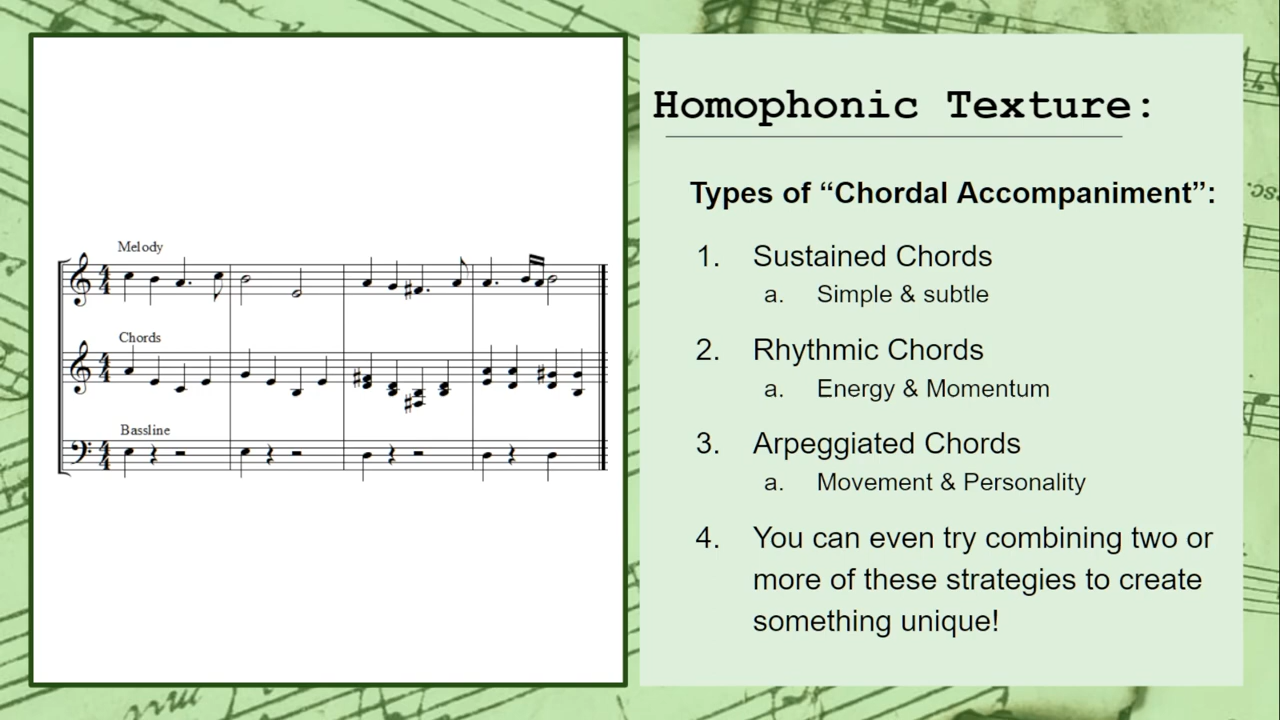 Melody
Chords
Bassline
Homophonic Texture:
Types of “Chordal Accompaniment”:
1. Sustained Chords
a. Simple & subtle
2. Rhythmic Chords
a. Energy & Momentum
3. Arpeggiated Chords
a. Movement & Personality
4. You can even try combining two or
more of these strategies to create
something unique!